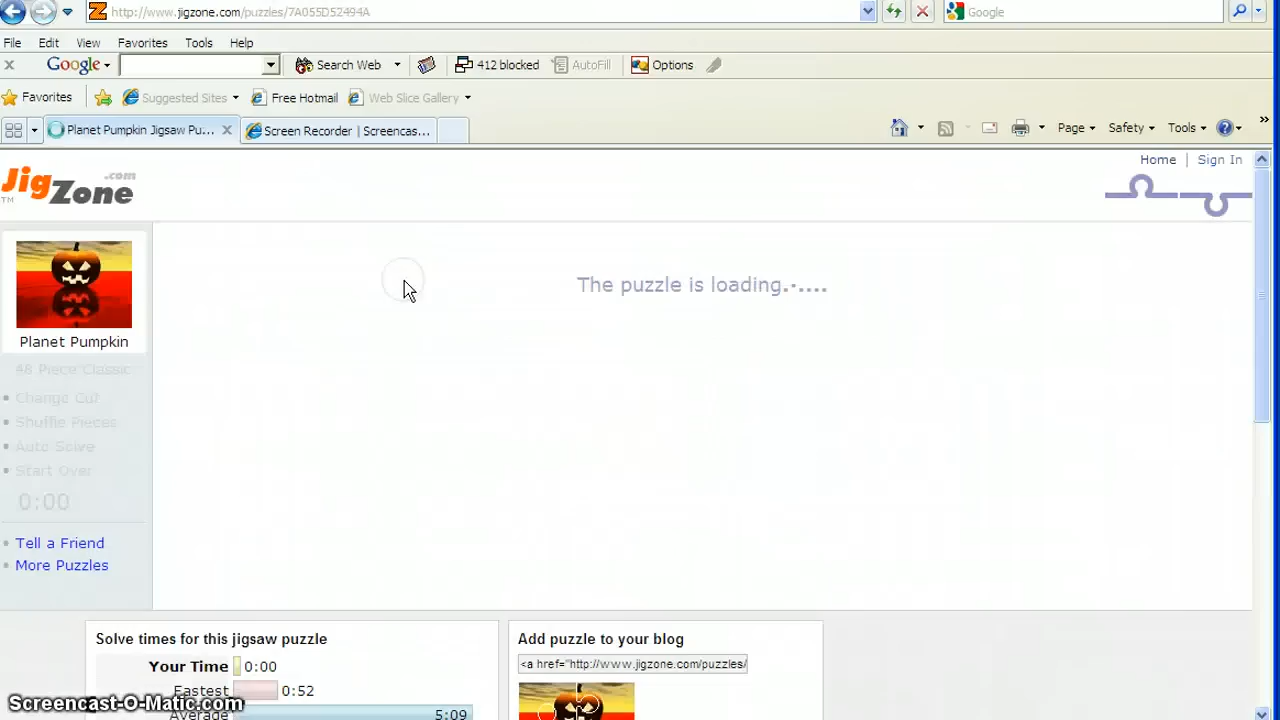 http://www.jigzone.com/puzzles/7A055D52494A
Google
File Edit View Favorites Tools Help
Google Search Web 412 blocked AutoFill Options
Favorites Suggested Sites Free Hotmail Web Slice Gallery
Planet Pumpkin Jigsaw Pu... Screen Recorder | Screencas... Page Safety Tools
Home | Sign In
JigZone .com
TM
The puzzle is loading......
Planet Pumpkin
48 Piece Classic
Change Cut
Shuffle Pieces
Auto Solve
Start Over
0:00
Tell a Friend
More Puzzles
Solve times for this jigsaw puzzle
Your Time 0:00
Fastest 0:52
Average 5:09
Add puzzle to your blog
<a href="http://www.jigzone.com/puzzles/
Screencast-O-Matic.com